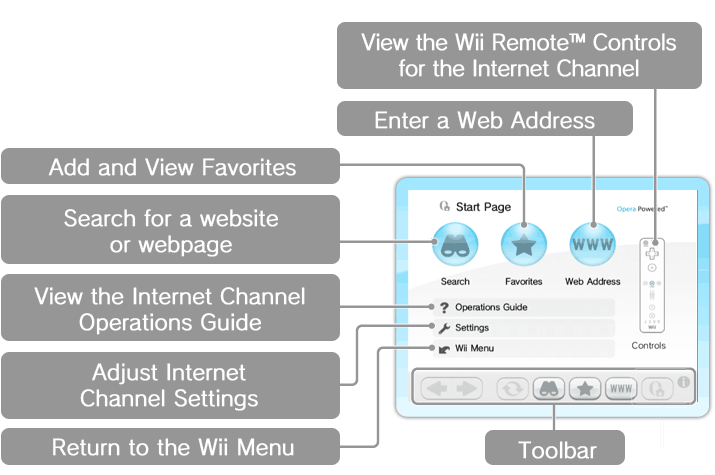 View the Wii Remote™ Controls
for the Internet Channel
Enter a Web Address
Add and View Favorites
Search for a website
or webpage
View the Internet Channel
Operations Guide
Adjust Internet
Channel Settings
Return to the Wii Menu
Start Page
Opera Powered™
WWW
Search
Favorites
Web Address
? Operations Guide
Settings
Wii Menu
Wii
Controls
WWW
Toolbar